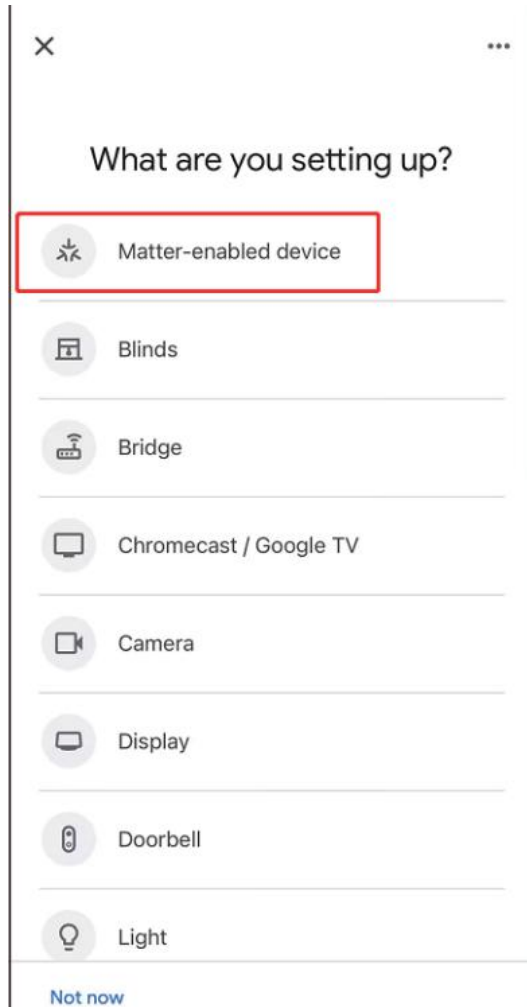 What are you setting up?
Matter-enabled device
Blinds
Bridge
Chromecast / Google TV
Camera
Display
Doorbell
Light
Not now